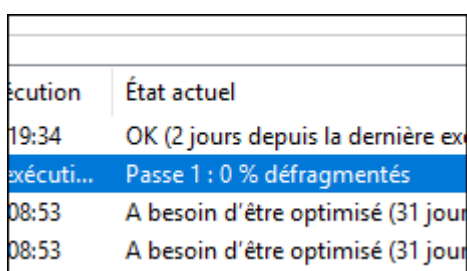 écution État actuel
19:34 OK (2 jours depuis la dernière exé
exécuti... Passe 1 : 0 % défragmentés
08:53 A besoin d'être optimisé (31 jour
08:53 A besoin d'être optimisé (31 jour